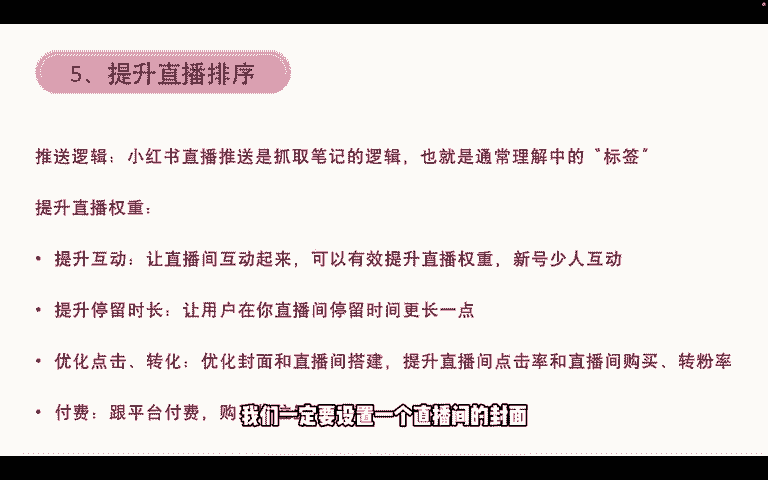 5、提升直播排序
推送逻辑：小红书直播推送是抓取笔记的逻辑，也就是通常理解中的“标签”
提升直播权重：
• 提升互动：让直播间互动起来，可以有效提升直播权重，新号少人互动
• 提升停留时长：让用户在你直播间停留时间更长一点
• 优化点击、转化：优化封面和直播间搭建，提升直播间点击率和直播间购买、转粉率
• 付费：跟平台付费，购
我们一定要设置一个直播间的封面